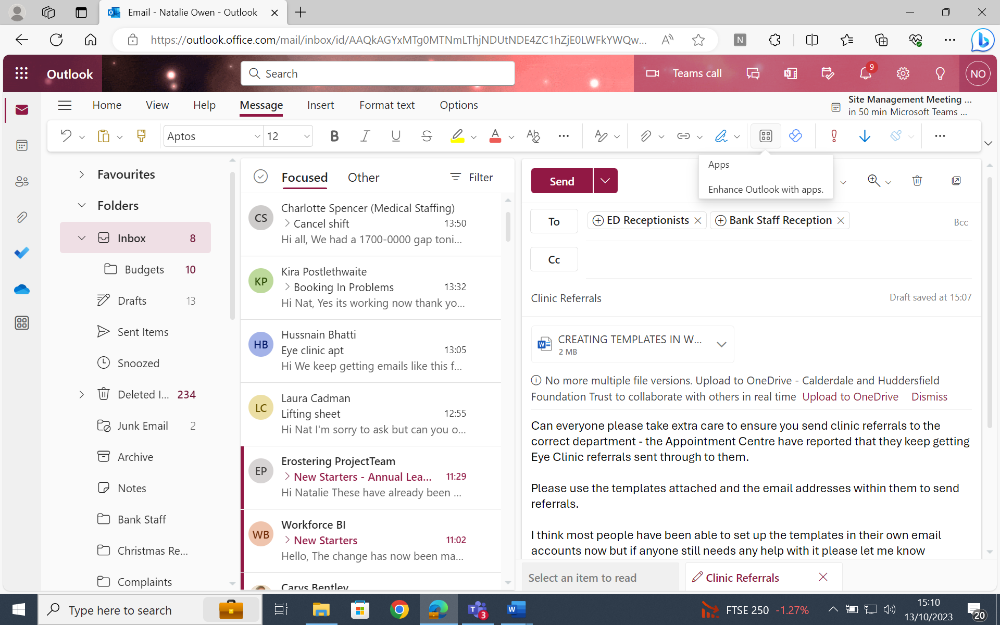 Email - Natalie Owen - Outlook
https://outlook.office.com/mail/inbox/id/AAQkAGYxMTg0MTNmLThjNDUtNDE4ZC1hZjE0LWFkYWQw...
N
Outlook
Search
Teams call
9
NO
Home View Help Message Insert Format text Options
Site Management Meeting ...
in 50 min Microsoft Teams ...
Aptos 12
Apps
Enhance Outlook with apps.
Favourites
Folders
Inbox 8
Budgets 10
Drafts 13
Sent Items
Snoozed
Deleted I... 234
Junk Email 2
Archive
Notes
Bank Staff
Christmas Re...
Complaints
Focused Other Filter
CS
Charlotte Spencer (Medical Staffing)
Cancel shift 13:50
Hi all, We had a 1700-0000 gap toni...
KP
Kira Postlethwaite
Booking In Problems 13:32
Hi Nat, Yes its working now thank yo...
HB
Hussnain Bhatti
Eye clinic apt 13:05
Hi We keep getting emails like this f...
LC
Laura Cadman
Lifting sheet 12:55
Hi Nat I'm sorry to ask but can you o...
EP
Erostering ProjectTeam
New Starters - Annual Lea... 11:29
Hi Natalie These have already been ...
WB
Workforce BI
New Starters 11:02
Hello, The change has now been ma...
Carys Bentley
Send
To ED Receptionists Bank Staff Reception Bcc
Cc
Clinic Referrals Draft saved at 15:07
CREATING TEMPLATES IN W...
2 MB
No more multiple file versions. Upload to OneDrive - Calderdale and Huddersfield
Foundation Trust to collaborate with others in real time Upload to OneDrive Dismiss
Can everyone please take extra care to ensure you send clinic referrals to the
correct department - the Appointment Centre have reported that they keep getting
Eye Clinic referrals sent through to them.
Please use the templates attached and the email addresses within them to send
referrals.
I think most people have been able to set up the templates in their own email
accounts now but if anyone still needs any help with it please let me know
Select an item to read Clinic Referrals
Type here to search
3
FTSE 250 -1.27%
15:10
13/10/2023
20